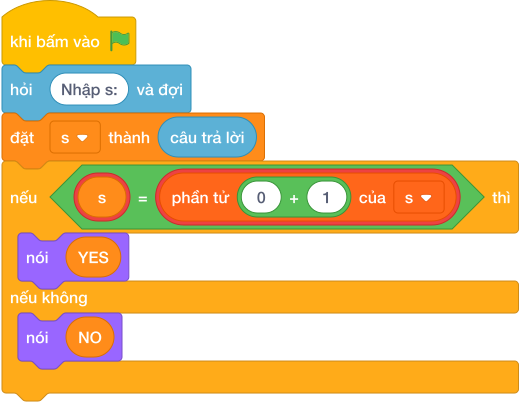 khi bấm vào
hỏi Nhập s: và đợi
đặt s thành câu trả lời
nếu s = phần tử 0 + 1 của s thì
nói YES
nếu không
nói NO